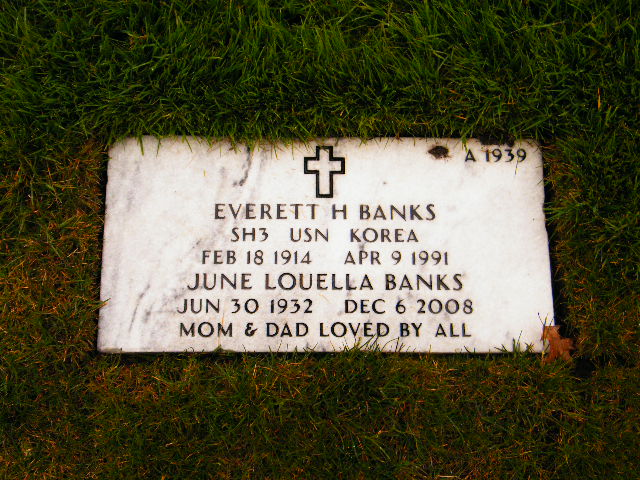 A 1939
EVERETT H BANKS
SH3 USN KOREA
FEB 18 1914 APR 9 1991
JUNE LOUELLA BANKS
JUN 30 1932 DEC 6 2008
MOM & DAD LOVED BY ALL